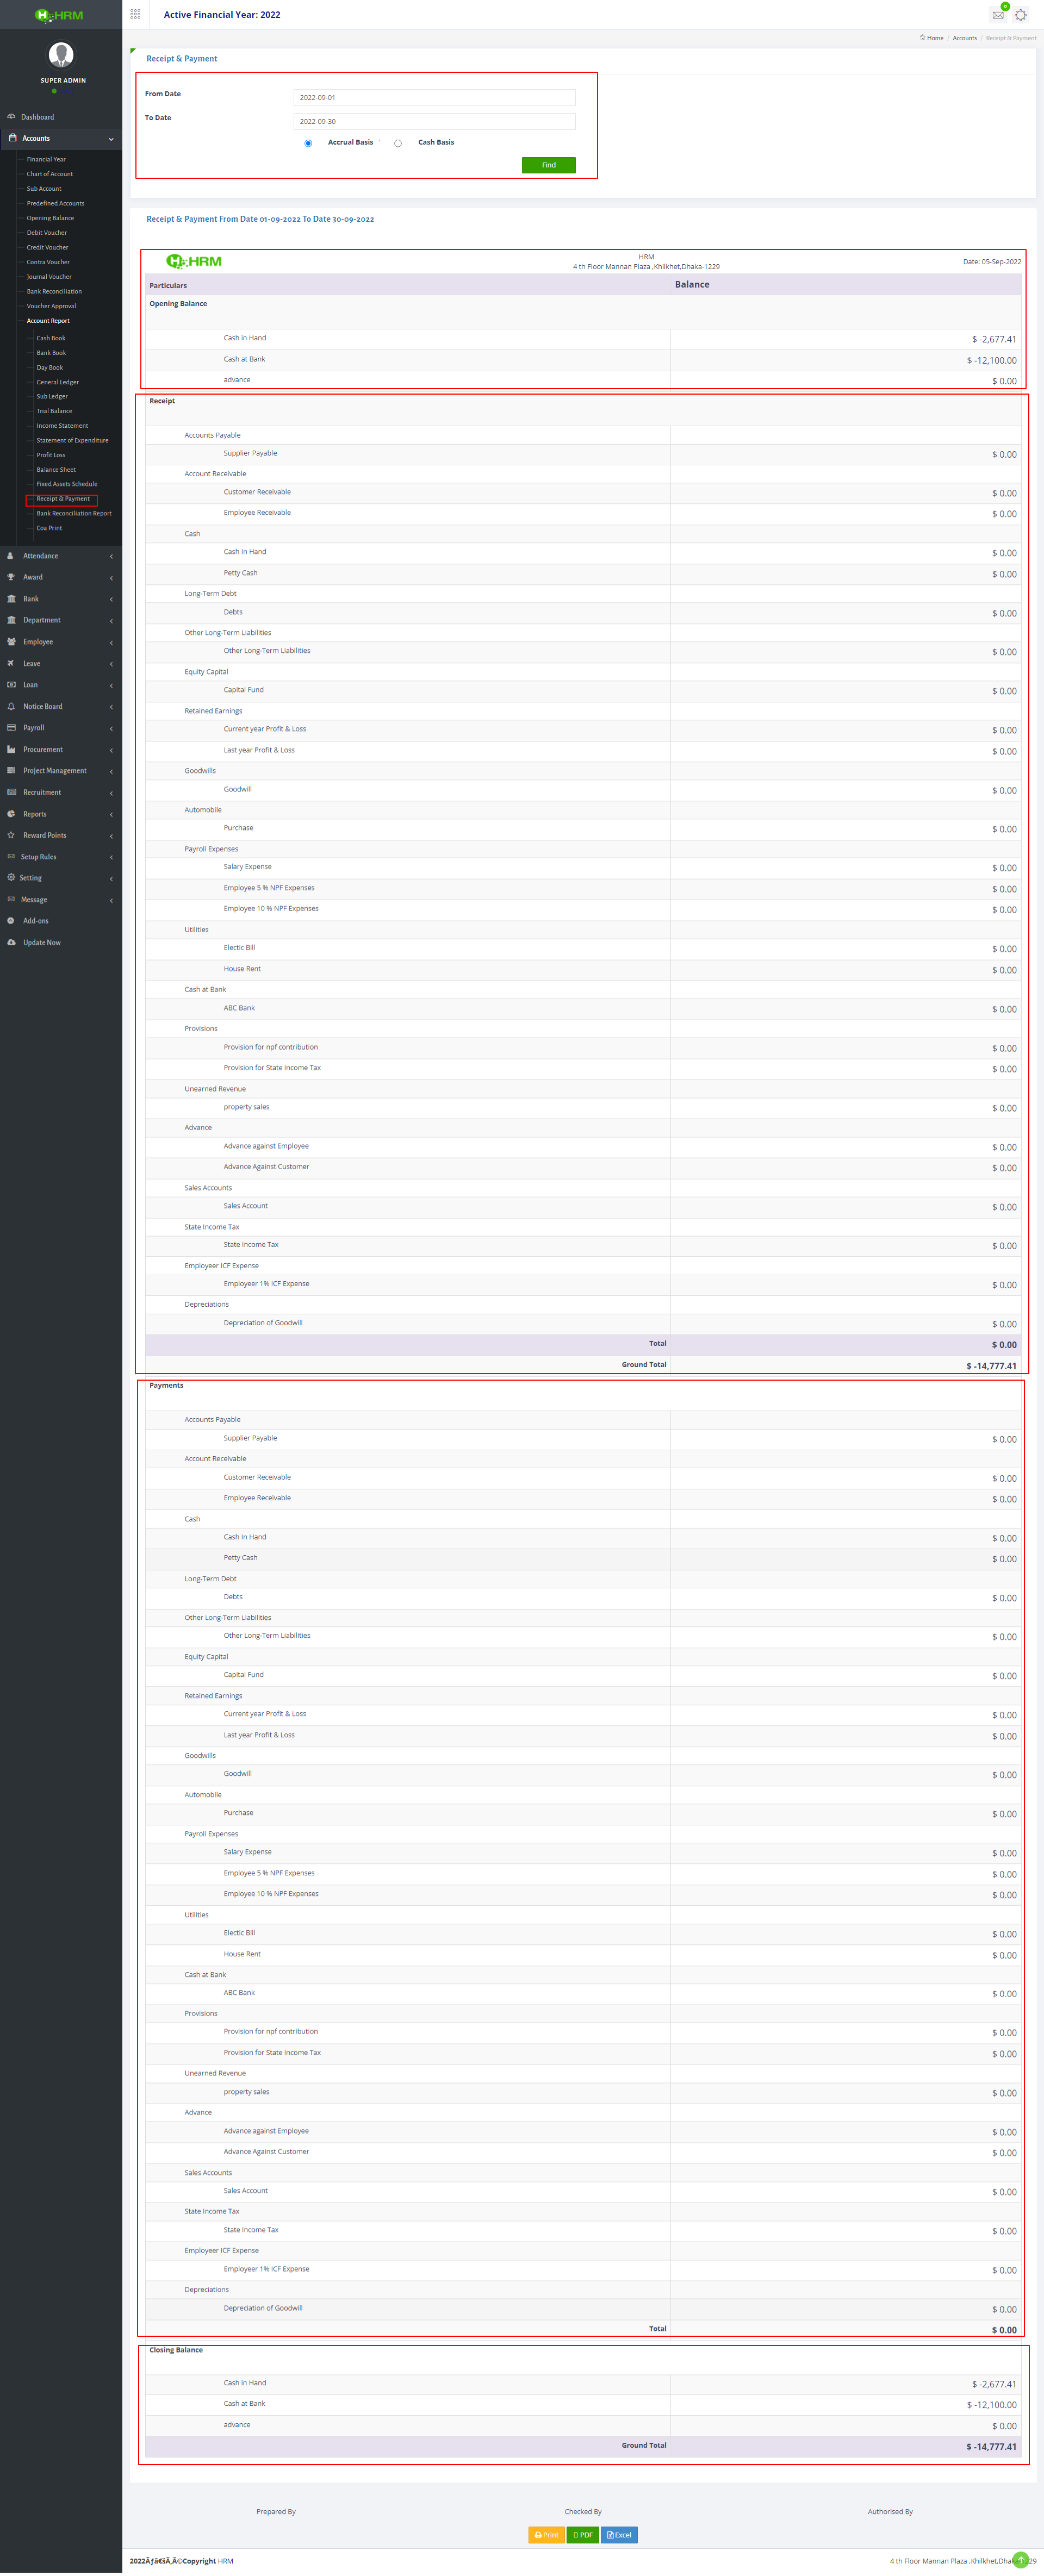 HRM
Active Financial Year: 2022
0
Home / Accounts / Receipt & Payment
SUPER ADMIN
Dashboard
Accounts
Financial Year
Chart of Account
Sub Account
Predefined Accounts
Opening Balance
Debit Voucher
Credit Voucher
Contra Voucher
Journal Voucher
Bank Reconciliation
Voucher Approval
Account Report
Cash Book
Bank Book
Day Book
General Ledger
Sub Ledger
Trial Balance
Income Statement
Statement of Expenditure
Profit Loss
Balance Sheet
Fixed Assets Schedule
Receipt & Payment
Bank Reconciliation Report
Coa Print
Attendance
Award
Bank
Department
Employee
Leave
Loan
Notice Board
Payroll
Procurement
Project Management
Recruitment
Reports
Reward Points
Setup Rules
Setting
Message
Add-ons
Update Now
Receipt & Payment
From Date 2022-09-01
To Date 2022-09-30
Accrual Basis Cash Basis
Find
Receipt & Payment From Date 01-09-2022 To Date 30-09-2022
HRM
HRM
4 th Floor Mannan Plaza ,Khilkhet,Dhaka-1229
Date: 05-Sep-2022
Particulars Balance
Opening Balance
Cash in Hand $ -2,677.41
Cash at Bank $ -12,100.00
advance $ 0.00
Receipt
Accounts Payable
Supplier Payable $ 0.00
Account Receivable
Customer Receivable $ 0.00
Employee Receivable $ 0.00
Cash
Cash In Hand $ 0.00
Petty Cash $ 0.00
Long-Term Debt
Debts $ 0.00
Other Long-Term Liabilities
Other Long-Term Liabilities $ 0.00
Equity Capital
Capital Fund $ 0.00
Retained Earnings
Current year Profit & Loss $ 0.00
Last year Profit & Loss $ 0.00
Goodwills
Goodwill $ 0.00
Automobile
Purchase $ 0.00
Payroll Expenses
Salary Expense $ 0.00
Employee 5 % NPF Expenses $ 0.00
Employee 10 % NPF Expenses $ 0.00
Utilities
Electic Bill $ 0.00
House Rent $ 0.00
Cash at Bank
ABC Bank $ 0.00
Provisions
Provision for npf contribution $ 0.00
Provision for State Income Tax $ 0.00
Unearned Revenue
property sales $ 0.00
Advance
Advance against Employee $ 0.00
Advance Against Customer $ 0.00
Sales Accounts
Sales Account $ 0.00
State Income Tax
State Income Tax $ 0.00
Employeer ICF Expense
Employeer 1% ICF Expense $ 0.00
Depreciations
Depreciation of Goodwill $ 0.00
Total $ 0.00
Ground Total $ -14,777.41
Payments
Accounts Payable
Supplier Payable $ 0.00
Account Receivable
Customer Receivable $ 0.00
Employee Receivable $ 0.00
Cash
Cash In Hand $ 0.00
Petty Cash $ 0.00
Long-Term Debt
Debts $ 0.00
Other Long-Term Liabilities
Other Long-Term Liabilities $ 0.00
Equity Capital
Capital Fund $ 0.00
Retained Earnings
Current year Profit & Loss $ 0.00
Last year Profit & Loss $ 0.00
Goodwills
Goodwill $ 0.00
Automobile
Purchase $ 0.00
Payroll Expenses
Salary Expense $ 0.00
Employee 5 % NPF Expenses $ 0.00
Employee 10 % NPF Expenses $ 0.00
Utilities
Electic Bill $ 0.00
House Rent $ 0.00
Cash at Bank
ABC Bank $ 0.00
Provisions
Provision for npf contribution $ 0.00
Provision for State Income Tax $ 0.00
Unearned Revenue
property sales $ 0.00
Advance
Advance against Employee $ 0.00
Advance Against Customer $ 0.00
Sales Accounts
Sales Account $ 0.00
State Income Tax
State Income Tax $ 0.00
Employeer ICF Expense
Employeer 1% ICF Expense $ 0.00
Depreciations
Depreciation of Goodwill $ 0.00
Total $ 0.00
Closing Balance
Cash in Hand $ -2,677.41
Cash at Bank $ -12,100.00
advance $ 0.00
Ground Total $ -14,777.41
Prepared By Checked By Authorised By
Print PDF Excel
HRM
4 th Floor Mannan Plaza ,Khilkhet,